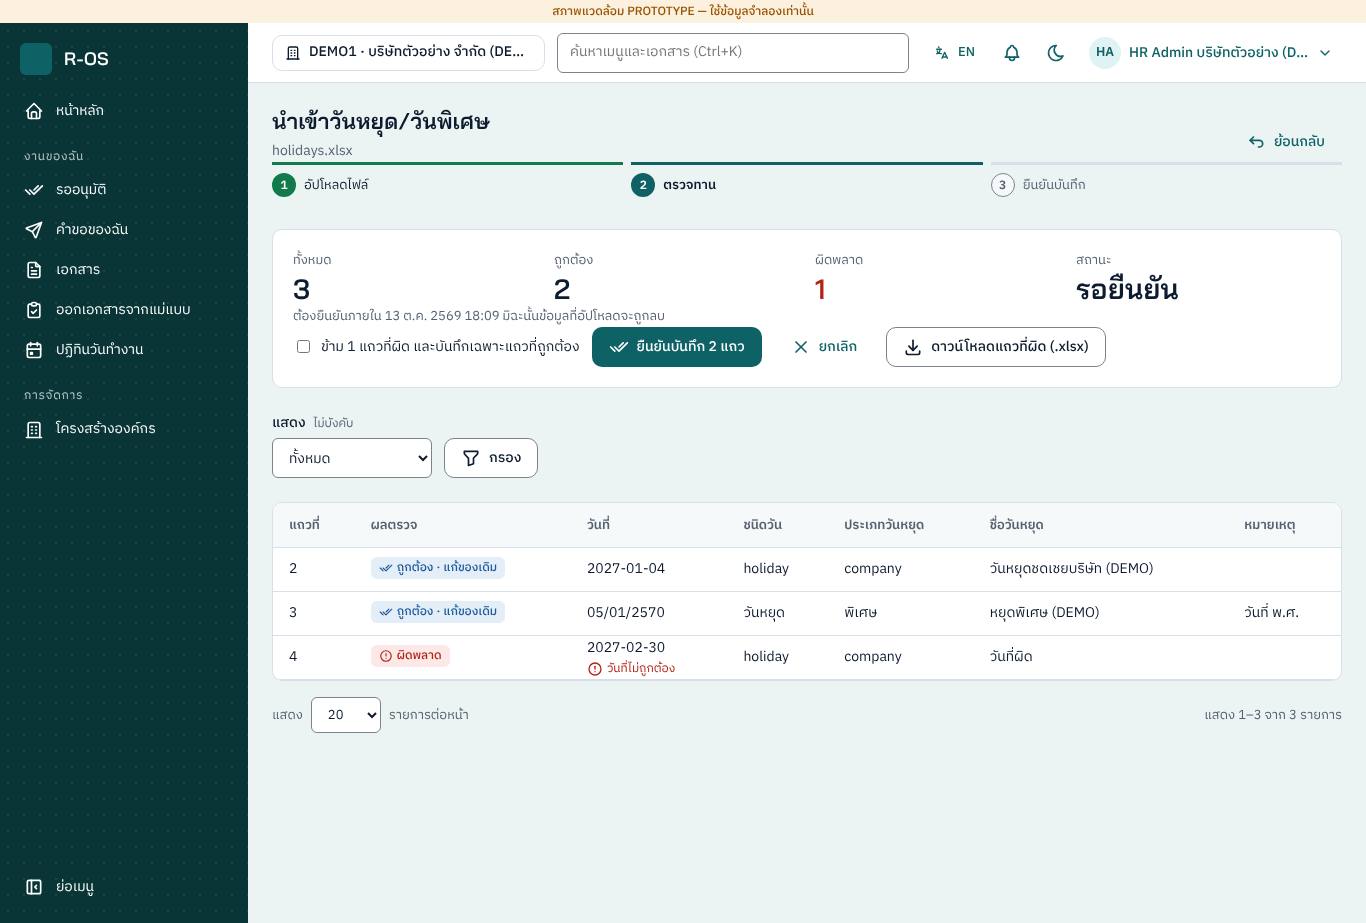 สภาพแวดล้อม PROTOTYPE — ใช้ข้อมูลจำลองเท่านั้น
R-OS
DEMO1 · บริษัทตัวอย่าง จำกัด (DE...
ค้นหาเมนูและเอกสาร (Ctrl+K)
EN
HA
HR Admin บริษัทตัวอย่าง (D...
หน้าหลัก
งานของฉัน
รออนุมัติ
คำขอของฉัน
เอกสาร
ออกเอกสารจากแม่แบบ
ปฏิทินวันทำงาน
การจัดการ
โครงสร้างองค์กร
ย่อเมนู
นำเข้าวันหยุด/วันพิเศษ
holidays.xlsx
ย้อนกลับ
1 อัปโหลดไฟล์
2 ตรวจทาน
3 ยืนยันบันทึก
ทั้งหมด ถูกต้อง ผิดพลาด สถานะ
3 2 1 รอยืนยัน
ต้องยืนยันภายใน 13 ต.ค. 2569 18:09 มิฉะนั้นข้อมูลที่อัปโหลดจะถูกลบ
ข้าม 1 แถวที่ผิด และบันทึกเฉพาะแถวที่ถูกต้อง ยืนยันบันทึก 2 แถว ยกเลิก ดาวน์โหลดแถวที่ผิด (.xlsx)
แสดง ไม่บังคับ
ทั้งหมด กรอง
แถวที่ ผลตรวจ วันที่ ชนิดวัน ประเภทวันหยุด ชื่อวันหยุด หมายเหตุ
2 ถูกต้อง · แก้ของเดิม 2027-01-04 holiday company วันหยุดชดเชยบริษัท (DEMO)
3 ถูกต้อง · แก้ของเดิม 05/01/2570 วันหยุด พิเศษ หยุดพิเศษ (DEMO) วันที่ พ.ศ.
4 ผิดพลาด 2027-02-30 holiday company วันที่ผิด
วันที่ไม่ถูกต้อง
แสดง 20 รายการต่อหน้า แสดง 1–3 จาก 3 รายการ